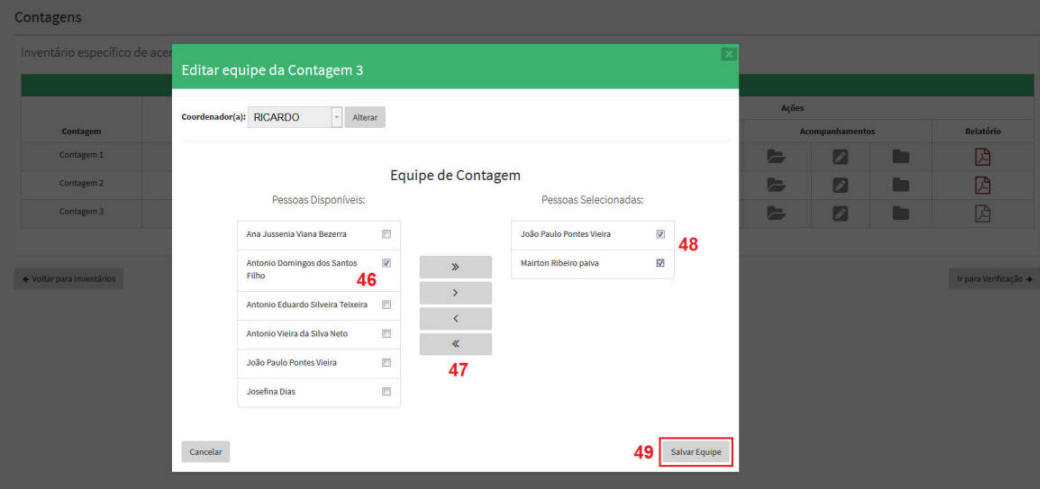 Contagens
Inventário específico de acer
Editar equipe da Contagem 3
x
Coordenador(a): RICARDO Alterar
Equipe de Contagem
Pessoas Disponíveis: Pessoas Selecionadas:
Ana Jussenia Viana Bezerra
João Paulo Pontes Vieira
48
Antonio Domingos dos Santos
Filho
46
Mairton Ribeiro paiva
Antonio Eduardo Silveira Teixeira
Antonio Vieira da Silva Neto
João Paulo Pontes Vieira
Josefina Dias
»
>
<
«
47
Cancelar
49 Salvar Equipe
Ações
Contagem Acompanhamentos Relatório
Contagem 1
Contagem 2
Contagem 3
Voltar para Inventários
Ir para Verificação